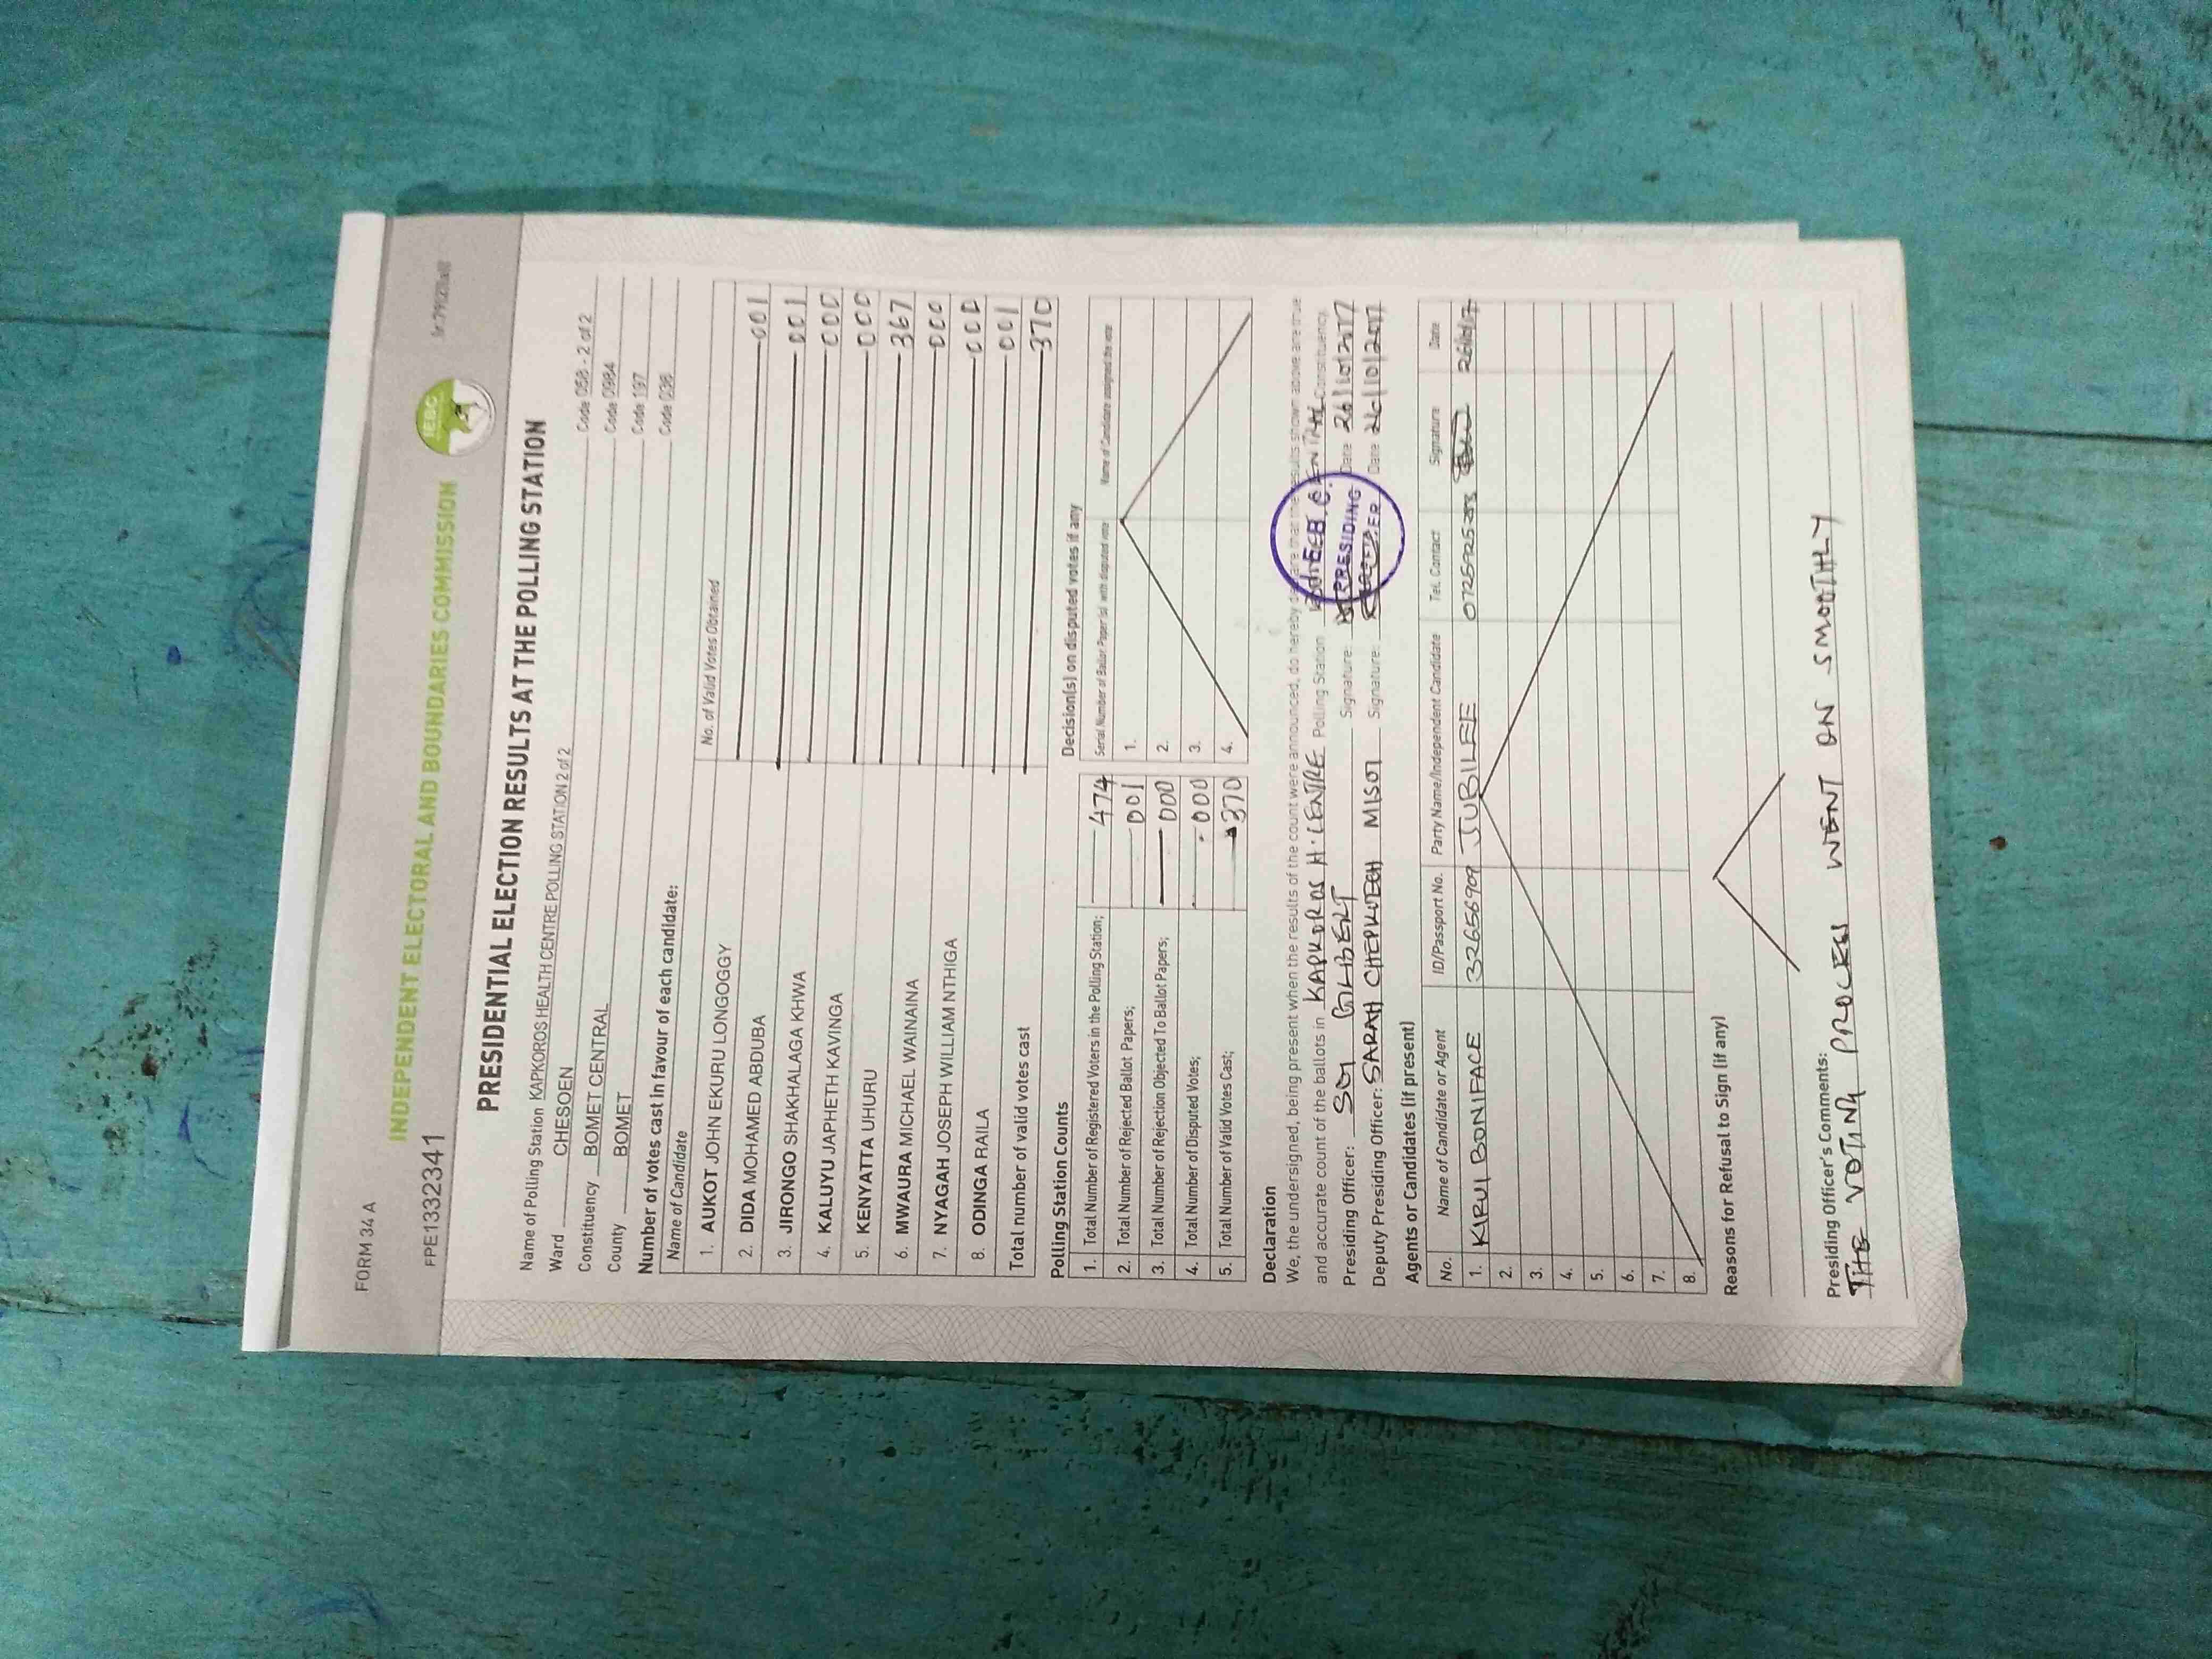 FORM 34 A
INDEPENDENT ELECTORAL AND BOUNDARIES COMMISSION
IEBC
FPE1332341
PRESIDENTIAL ELECTION RESULTS AT THE POLLING STATION
Name of Polling Station KAPKOROS HEALTH CENTRE POLLING STATION 2 of 2 Code 058 - 2 of 2
Ward CHESOEN Code 0984
Constituency BOMET CENTRAL Code 197
County BOMET Code 036
Number of votes cast in favour of each candidate:
Name of Candidate No. of Valid Votes Obtained
1. AUKOT JOHN EKURU LONGOGGY 001
2. DIDA MOHAMED ABDUBA 001
3. JIRONGO SHAKHALAGA KHWA 000
4. KALUYU JAPHETH KAVINGA 000
5. KENYATTA UHURU 367
6. MWAURA MICHAEL WAINAINA 000
7. NYAGAH JOSEPH WILLIAM NTHIGA 000
8. ODINGA RAILA 001
Total number of valid votes cast 370
Polling Station Counts
1. Total Number of Registered Voters in the Polling Station; 474
2. Total Number of Rejected Ballot Papers; 001
3. Total Number of Rejection Objected To Ballot Papers; 000
4. Total Number of Disputed Votes; 000
5. Total Number of Valid Votes Cast; 370
Decision(s) on disputed votes if any
Serial Number of Ballot Paper (s) with disputed vote Name of Candidate assigned the vote
1.
2.
3.
4.
Declaration
We, the undersigned, being present when the results of the count were announced, do hereby declare that the results shown above are true
and accurate count of the ballots in KAPKOROS H. CENTRE Polling Station CENTRAL Constituency.
Presiding Officer: SOI GILBERT Signature: Date 26/10/2017
Deputy Presiding Officer: SARAH CHEPKOECH MISOI Signature: Date 26/10/2017
I.E.B.C.
PRESIDING
OFFICER
Agents or Candidates (if present)
No. Name of Candidate or Agent ID/Passport No. Party Name/Independent Candidate Tel. Contact Signature Date
1. KIRUI BONIFACE 32656909 JUBILEE 26/10/17
2.
3.
4.
5.
6.
7.
8.
Reasons for Refusal to Sign (if any)
Presiding Officer's Comments:
THE VOTING PROCESS WENT ON SMOOTHLY